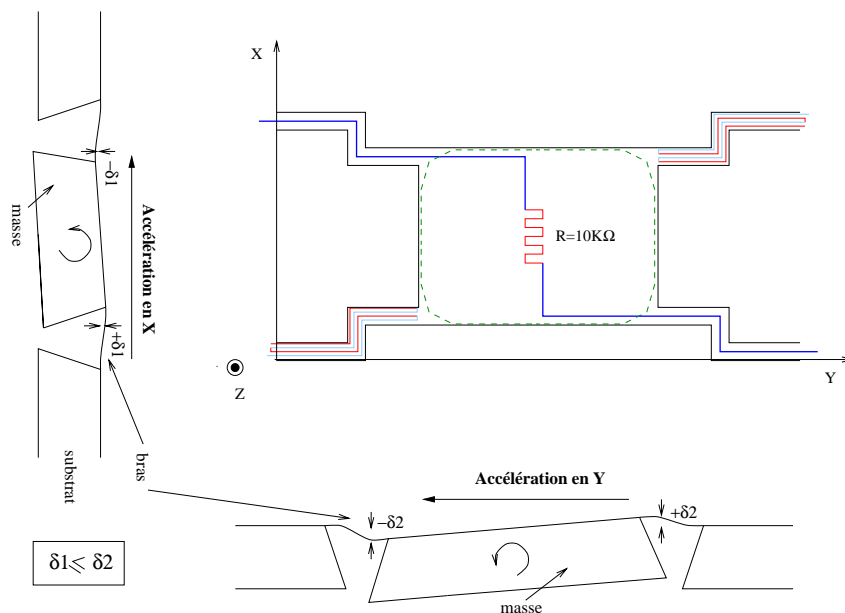 X
R=10KΩ
Y
Z
−δ1
masse
Accélération en X
+δ1
bras
substrat
δ1≪ δ2
Accélération en Y
−δ2
+δ2
masse